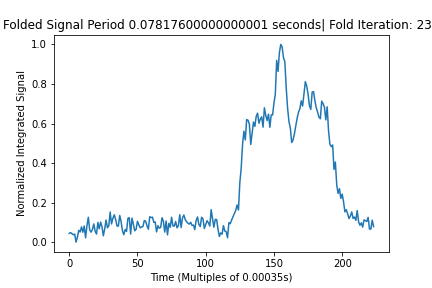 Folded Signal Period 0.07817600000000001 seconds| Fold Iteration: 23
1.0
0.8
0.6
0.4
0.2
0.0
Normalized Integrated Signal
0 50 100 150 200
Time (Multiples of 0.00035s)